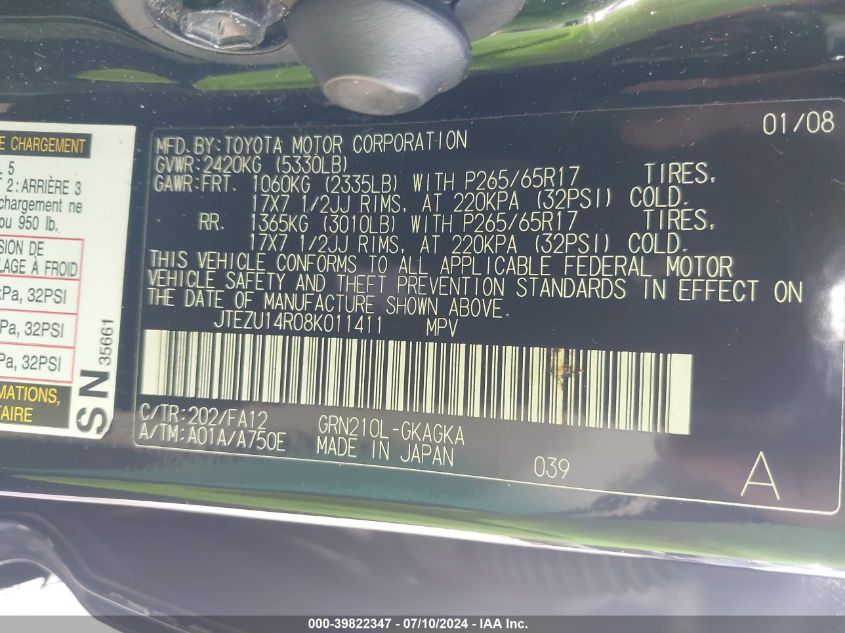 E CHARGEMENT
5
2 : ARRIÈRE 3
chargement ne
ou 950 lb.
SION DE
LAGE À FROID
kPa, 32PSI
Pa, 32PSI
Pa, 32PSI
MATIONS,
TAIRE
SN 35661
01/08
MFD.BY:TOYOTA MOTOR CORPORATION
GVWR:2420KG (5330LB)
GAWR:FRT. 1060KG (2335LB) WITH P265/65R17 TIRES,
17X7 1/2JJ RIMS, AT 220KPA (32PSI) COLD.
RR. 1365KG (3010LB) WITH P265/65R17 TIRES,
17X7 1/2JJ RIMS, AT 220KPA (32PSI) COLD.
THIS VEHICLE CONFORMS TO ALL APPLICABLE FEDERAL MOTOR
VEHICLE SAFETY AND THEFT PREVENTION STANDARDS IN EFFECT ON
THE DATE OF MANUFACTURE SHOWN ABOVE.
JTEZU14R08K011411 MPV
C/TR:202/FA12 GRN210L-GKAGKA
A/TM:A01A/A750E MADE IN JAPAN
039
A
000-39822347 - 07/10/2024 - IAA Inc.